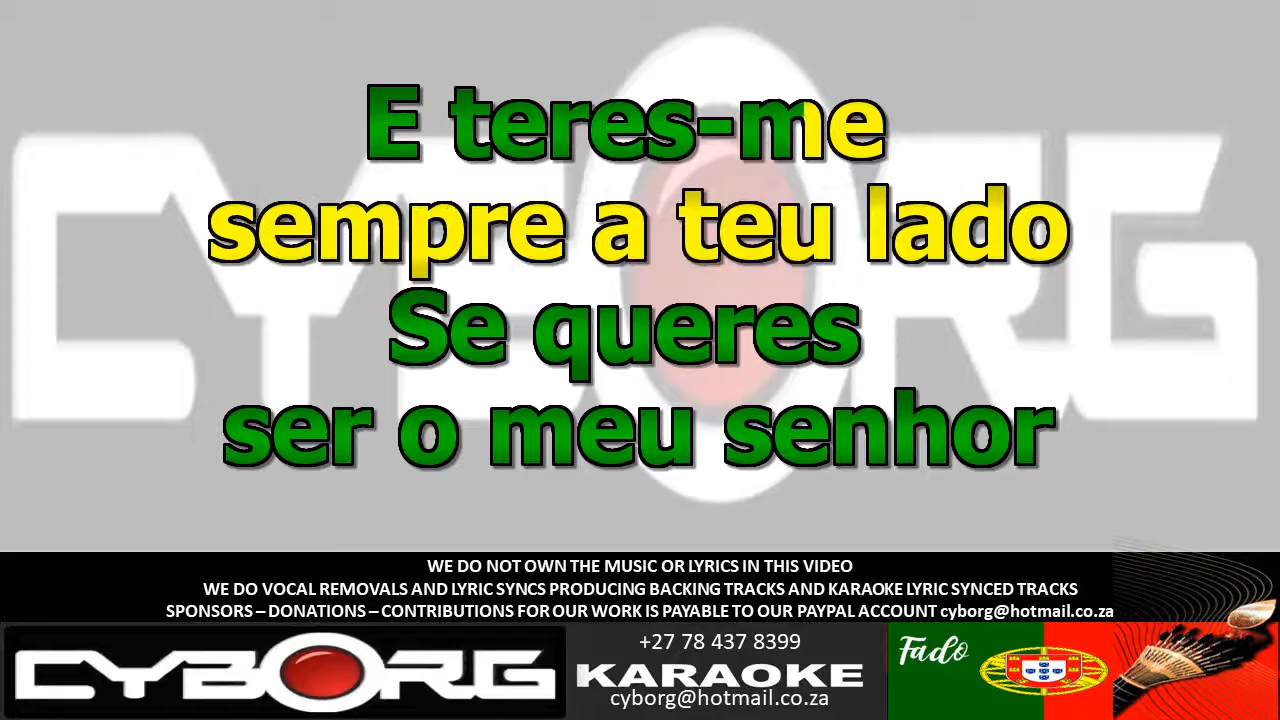 E teres-me
sempre a teu lado
Se queres
ser o meu senhor
CYBORG
WE DO NOT OWN THE MUSIC OR LYRICS IN THIS VIDEO
WE DO VOCAL REMOVALS AND LYRIC SYNCS PRODUCING BACKING TRACKS AND KARAOKE LYRIC SYNCED TRACKS
SPONSORS – DONATIONS – CONTRIBUTIONS FOR OUR WORK IS PAYABLE TO OUR PAYPAL ACCOUNT cyborg@hotmail.co.za
CYBORG
+27 78 437 8399
KARAOKE
cyborg@hotmail.co.za
Fado